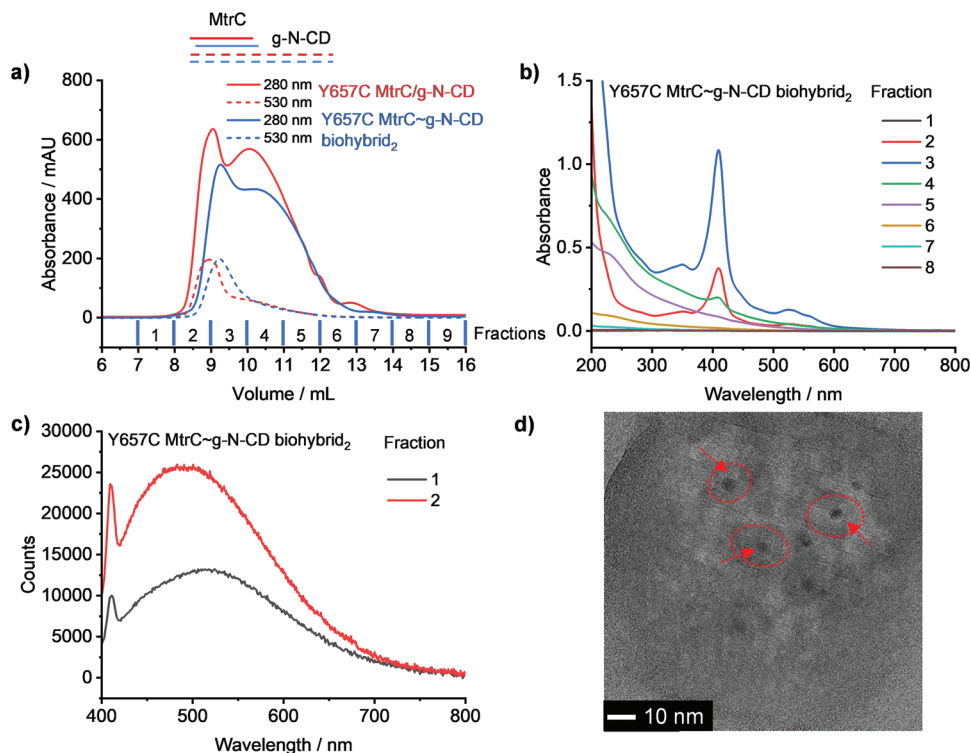 MtrC
g-N-CD
a)
800
600
400
200
0
Absorbance / mAU
280 nm
530 nm
Y657C MtrC/g-N-CD
280 nm
530 nm
Y657C MtrC~g-N-CD
biohybrid2
1 2 3 4 5 6 7 8 9 Fractions
6 7 8 9 10 11 12 13 14 15 16
Volume / mL
b)
Y657C MtrC~g-N-CD biohybrid2
Fraction
1
2
3
4
5
6
7
8
1.5
1.0
0.5
0.0
Absorbance
200 300 400 500 600 700 800
Wavelength / nm
c)
Y657C MtrC~g-N-CD biohybrid2
Fraction
1
2
30000
25000
20000
15000
10000
5000
0
Counts
400 500 600 700 800
Wavelength / nm
d)
10 nm